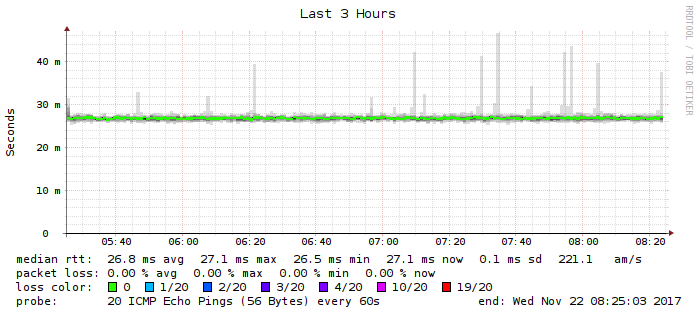 Last 3 Hours
RRDTOOL / TOBI OETIKER
Seconds
40 m
30 m
20 m
10 m
0
05:40 06:00 06:20 06:40 07:00 07:20 07:40 08:00 08:20
median rtt: 26.8 ms avg 27.1 ms max 26.5 ms min 27.1 ms now 0.1 ms sd 221.1 am/s
packet loss: 0.00 % avg 0.00 % max 0.00 % min 0.00 % now
loss color: 0 1/20 2/20 3/20 4/20 10/20 19/20
probe: 20 ICMP Echo Pings (56 Bytes) every 60s end: Wed Nov 22 08:25:03 2017